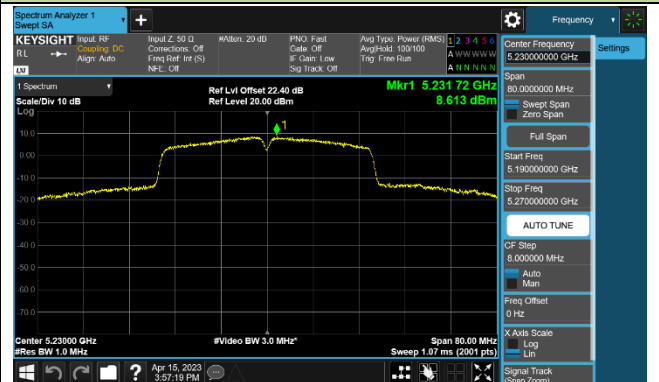 Spectrum Analyzer 1
Swept SA
+
Frequency
KEYSIGHT
RL
LXI
Input: RF
Coupling: DC
Align: Auto
Input Z: 50 Ω
Corrections: Off
Freq Ref: Int (S)
NFE: Off
#Atten: 20 dB
PNO: Fast
Gate: Off
IF Gain: Low
Sig Track: Off
Avg Type: Power (RMS)
Avg|Hold: 100/100
Trig: Free Run
1 2 3 4 5 6
A W W W W W
A N N N N N
Center Frequency
5.230000000 GHz
Settings
Span
80.0000000 MHz
Swept Span
Zero Span
Full Span
Start Freq
5.190000000 GHz
Stop Freq
5.270000000 GHz
AUTO TUNE
CF Step
8.000000 MHz
Auto
Man
Freq Offset
0 Hz
X Axis Scale
Log
Lin
Signal Track
(Span Zoom)
1 Spectrum
Scale/Div 10 dB
Log
Ref Lvl Offset 22.40 dB
Ref Level 20.00 dBm
Mkr1 5.231 72 GHz
8.613 dBm
1
10.0
0.00
-10.0
-20.0
-30.0
-40.0
-50.0
-60.0
-70.0
Center 5.23000 GHz
#Res BW 1.0 MHz
#Video BW 3.0 MHz*
Span 80.00 MHz
Sweep 1.07 ms (2001 pts)
?
Apr 15, 2023
3:57:19 PM